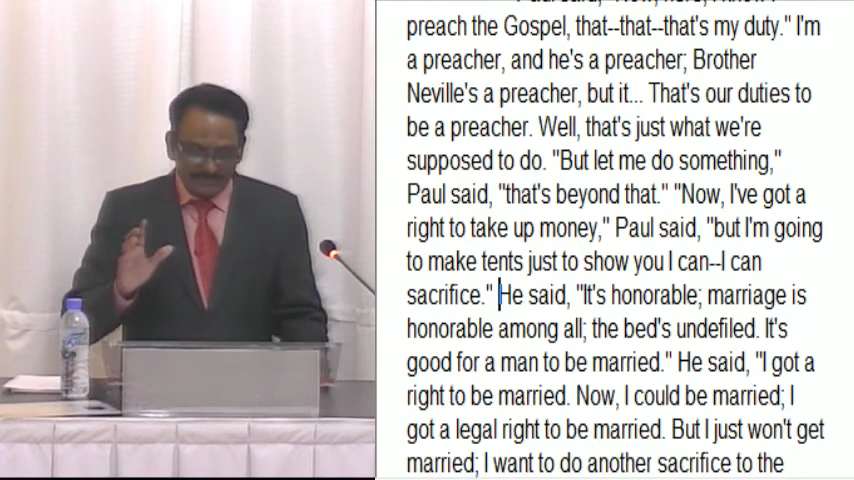 preach the Gospel, that--that--that's my duty." I'm
a preacher, and he's a preacher; Brother
Neville's a preacher, but it... That's our duties to
be a preacher. Well, that's just what we're
supposed to do. "But let me do something,"
Paul said, "that's beyond that." "Now, I've got a
right to take up money," Paul said, "but I'm going
to make tents just to show you I can--I can
sacrifice." He said, "It's honorable; marriage is
honorable among all; the bed's undefiled. It's
good for a man to be married." He said, "I got a
right to be married. Now, I could be married; I
got a legal right to be married. But I just won't get
married; I want to do another sacrifice to the